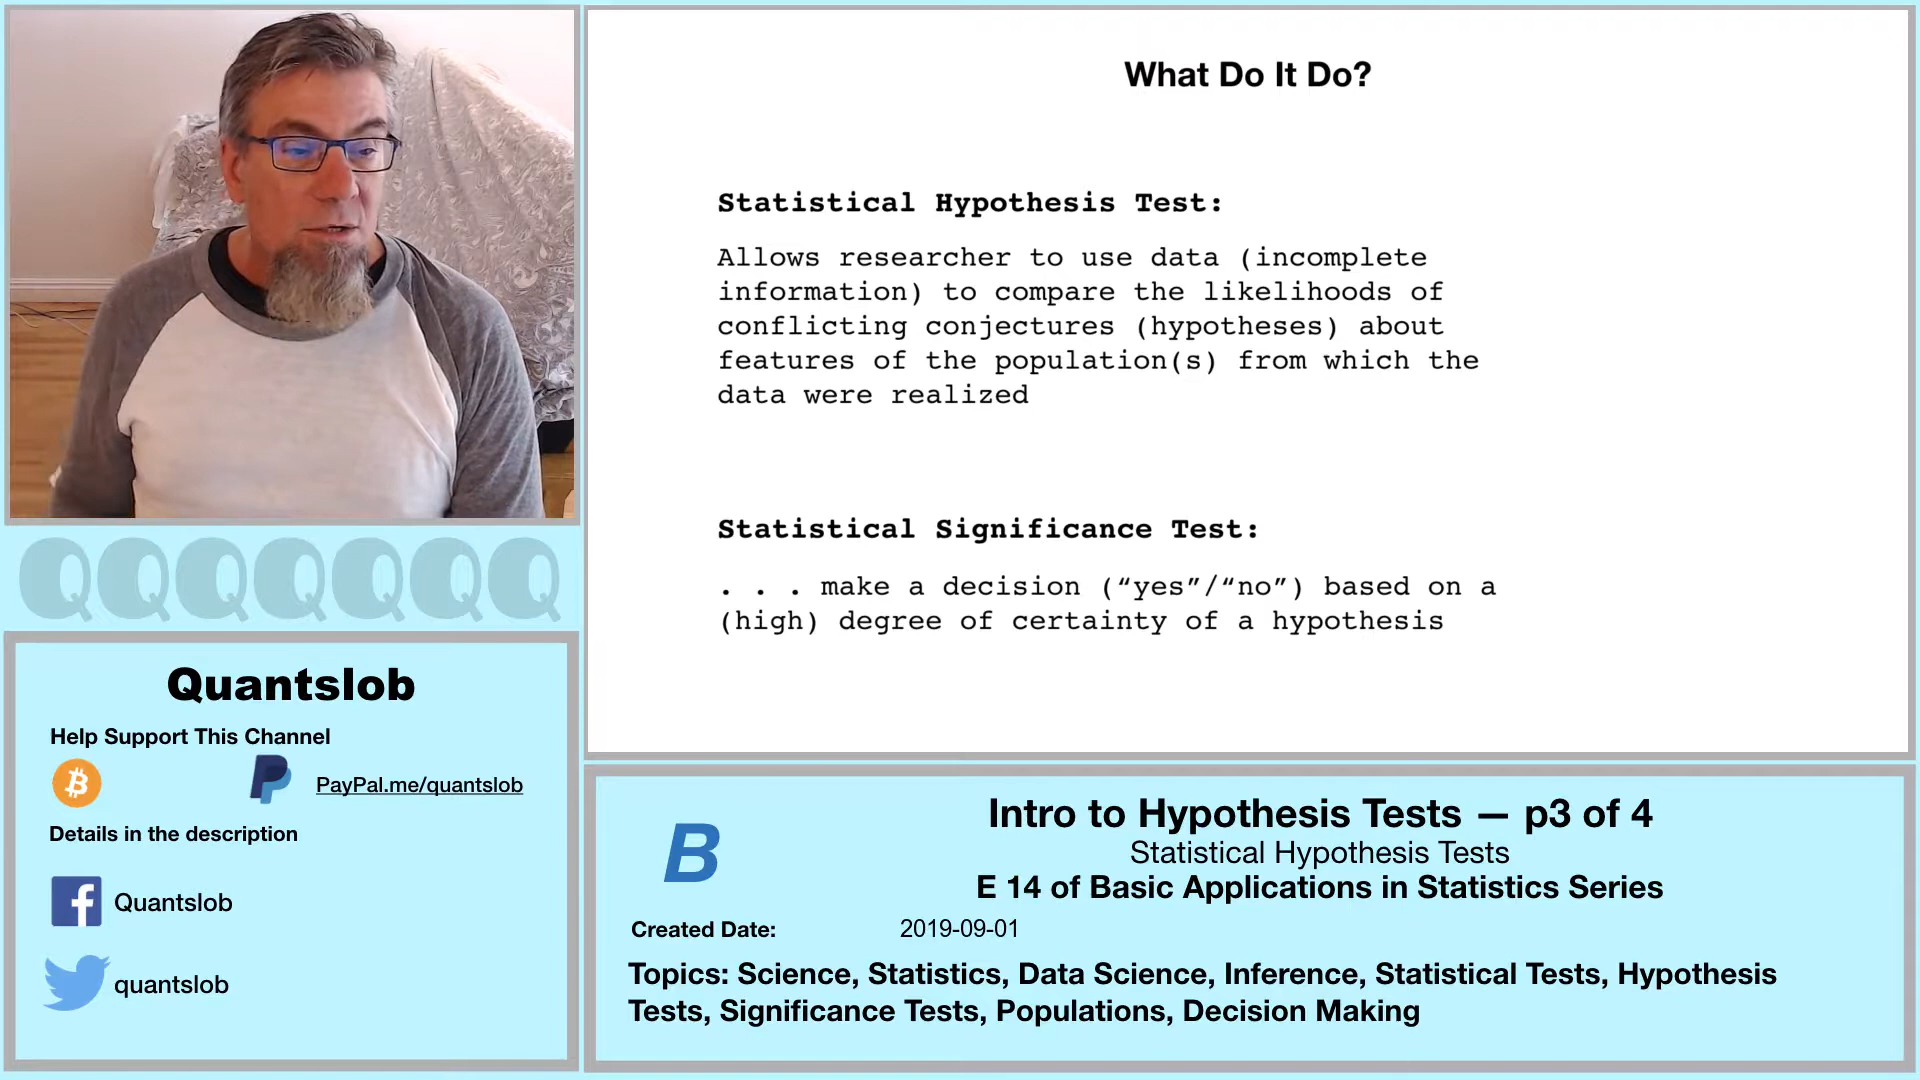 What Do It Do?
Statistical Hypothesis Test:
Allows researcher to use data (incomplete
information) to compare the likelihoods of
conflicting conjectures (hypotheses) about
features of the population(s) from which the
data were realized
Statistical Significance Test:
. . . make a decision (“yes”/“no”) based on a
(high) degree of certainty of a hypothesis
QQQQQQQ
Quantslob
Help Support This Channel
PayPal.me/quantslob
Details in the description
Quantslob
quantslob
B
Intro to Hypothesis Tests — p3 of 4
Statistical Hypothesis Tests
E 14 of Basic Applications in Statistics Series
Created Date: 2019-09-01
Topics: Science, Statistics, Data Science, Inference, Statistical Tests, Hypothesis
Tests, Significance Tests, Populations, Decision Making